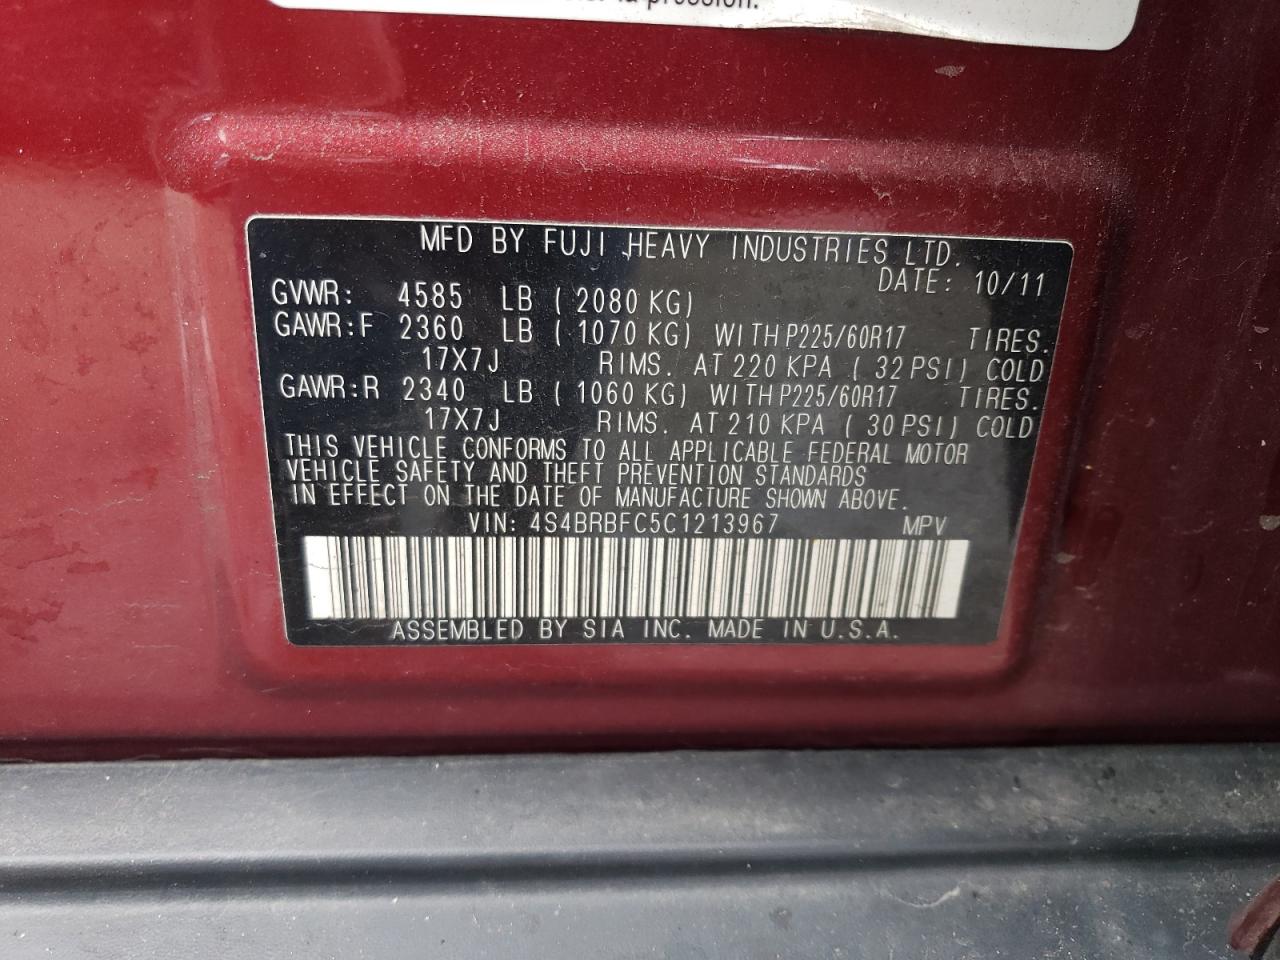 la pression.
MFD BY FUJI HEAVY INDUSTRIES LTD.
DATE: 10/11
GVWR: 4585 LB ( 2080 KG)
GAWR:F 2360 LB ( 1070 KG) WITH P225/60R17 TIRES.
17X7J RIMS. AT 220 KPA ( 32 PSI) COLD
GAWR:R 2340 LB ( 1060 KG) WITH P225/60R17 TIRES.
17X7J RIMS. AT 210 KPA ( 30 PSI) COLD
THIS VEHICLE CONFORMS TO ALL APPLICABLE FEDERAL MOTOR
VEHICLE SAFETY AND THEFT PREVENTION STANDARDS
IN EFFECT ON THE DATE OF MANUFACTURE SHOWN ABOVE.
VIN: 4S4BRBFC5C1213967 MPV
ASSEMBLED BY SIA INC. MADE IN U.S.A.